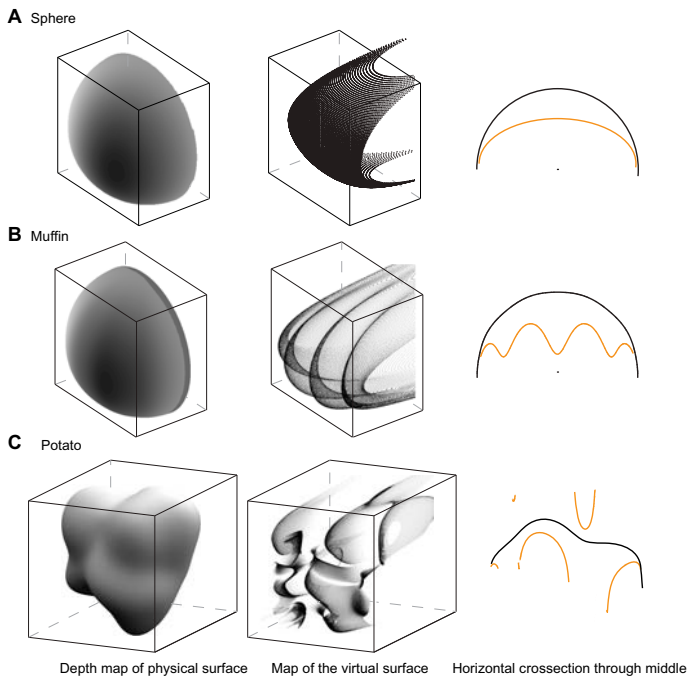 A Sphere
B Muffin
C Potato
Depth map of physical surface
Map of the virtual surface
Horizontal crossection through middle